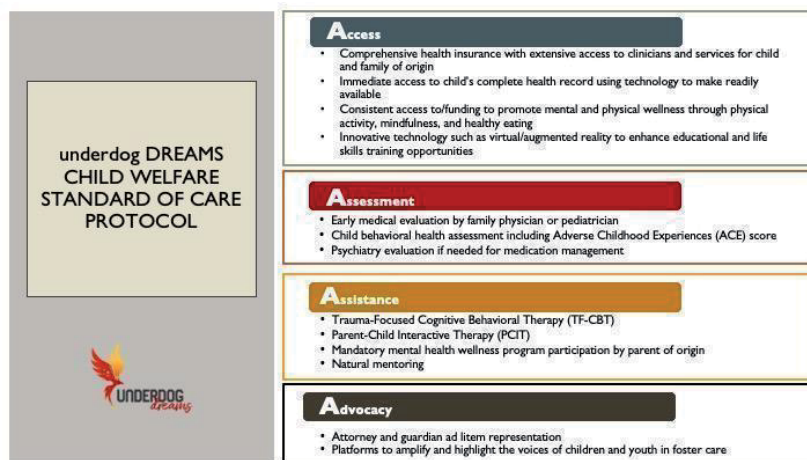 underdog DREAMS
CHILD WELFARE
STANDARD OF CARE
PROTOCOL
UNDERDOG
dreams
Access
• Comprehensive health insurance with extensive access to clinicians and services for child
and family of origin
• Immediate access to child's complete health record using technology to make readily
available
• Consistent access to/funding to promote mental and physical wellness through physical
activity, mindfulness, and healthy eating
• Innovative technology such as virtual/augmented reality to enhance educational and life
skills training opportunities
Assessment
• Early medical evaluation by family physician or pediatrician
• Child behavioral health assessment including Adverse Childhood Experiences (ACE) score
• Psychiatry evaluation if needed for medication management
Assistance
• Trauma-Focused Cognitive Behavioral Therapy (TF-CBT)
• Parent-Child Interactive Therapy (PCIT)
• Mandatory mental health wellness program participation by parent of origin
• Natural mentoring
Advocacy
• Attorney and guardian ad litem representation
• Platforms to amplify and highlight the voices of children and youth in foster care